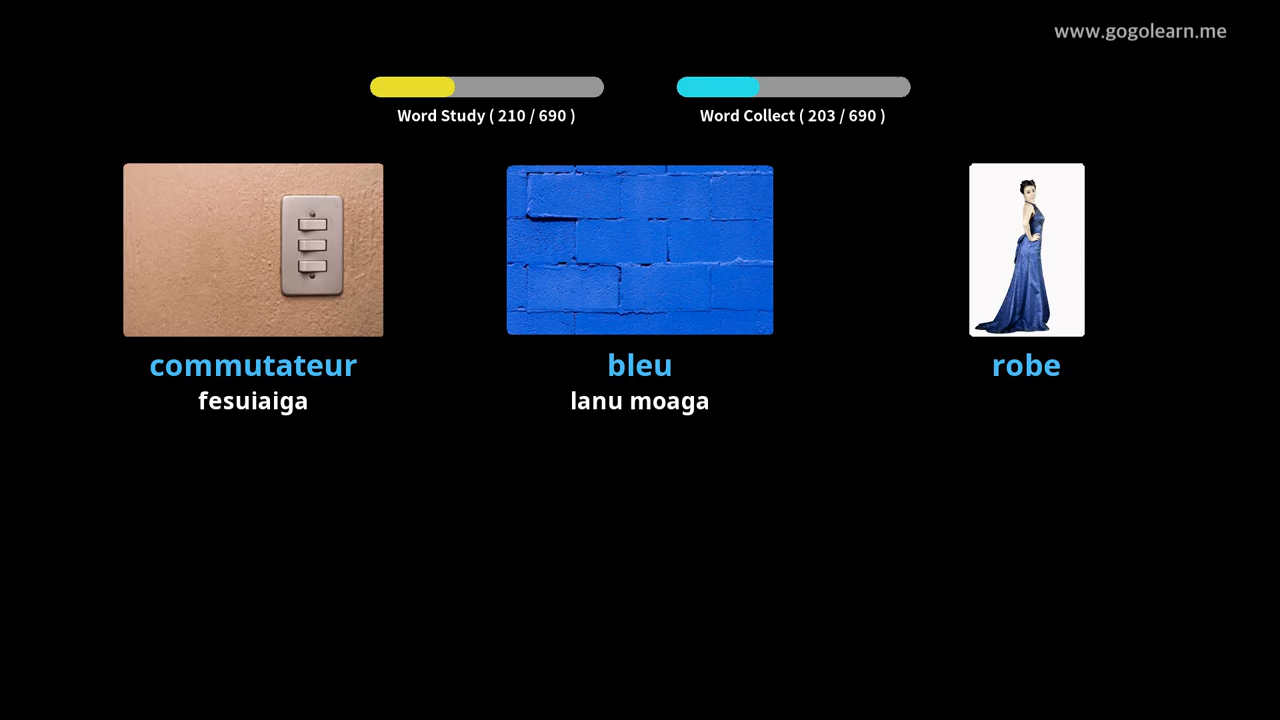 www.gogolearn.me
Word Study ( 210 / 690 )
Word Collect ( 203 / 690 )
commutateur
fesuiaiga
bleu
lanu moaga
robe